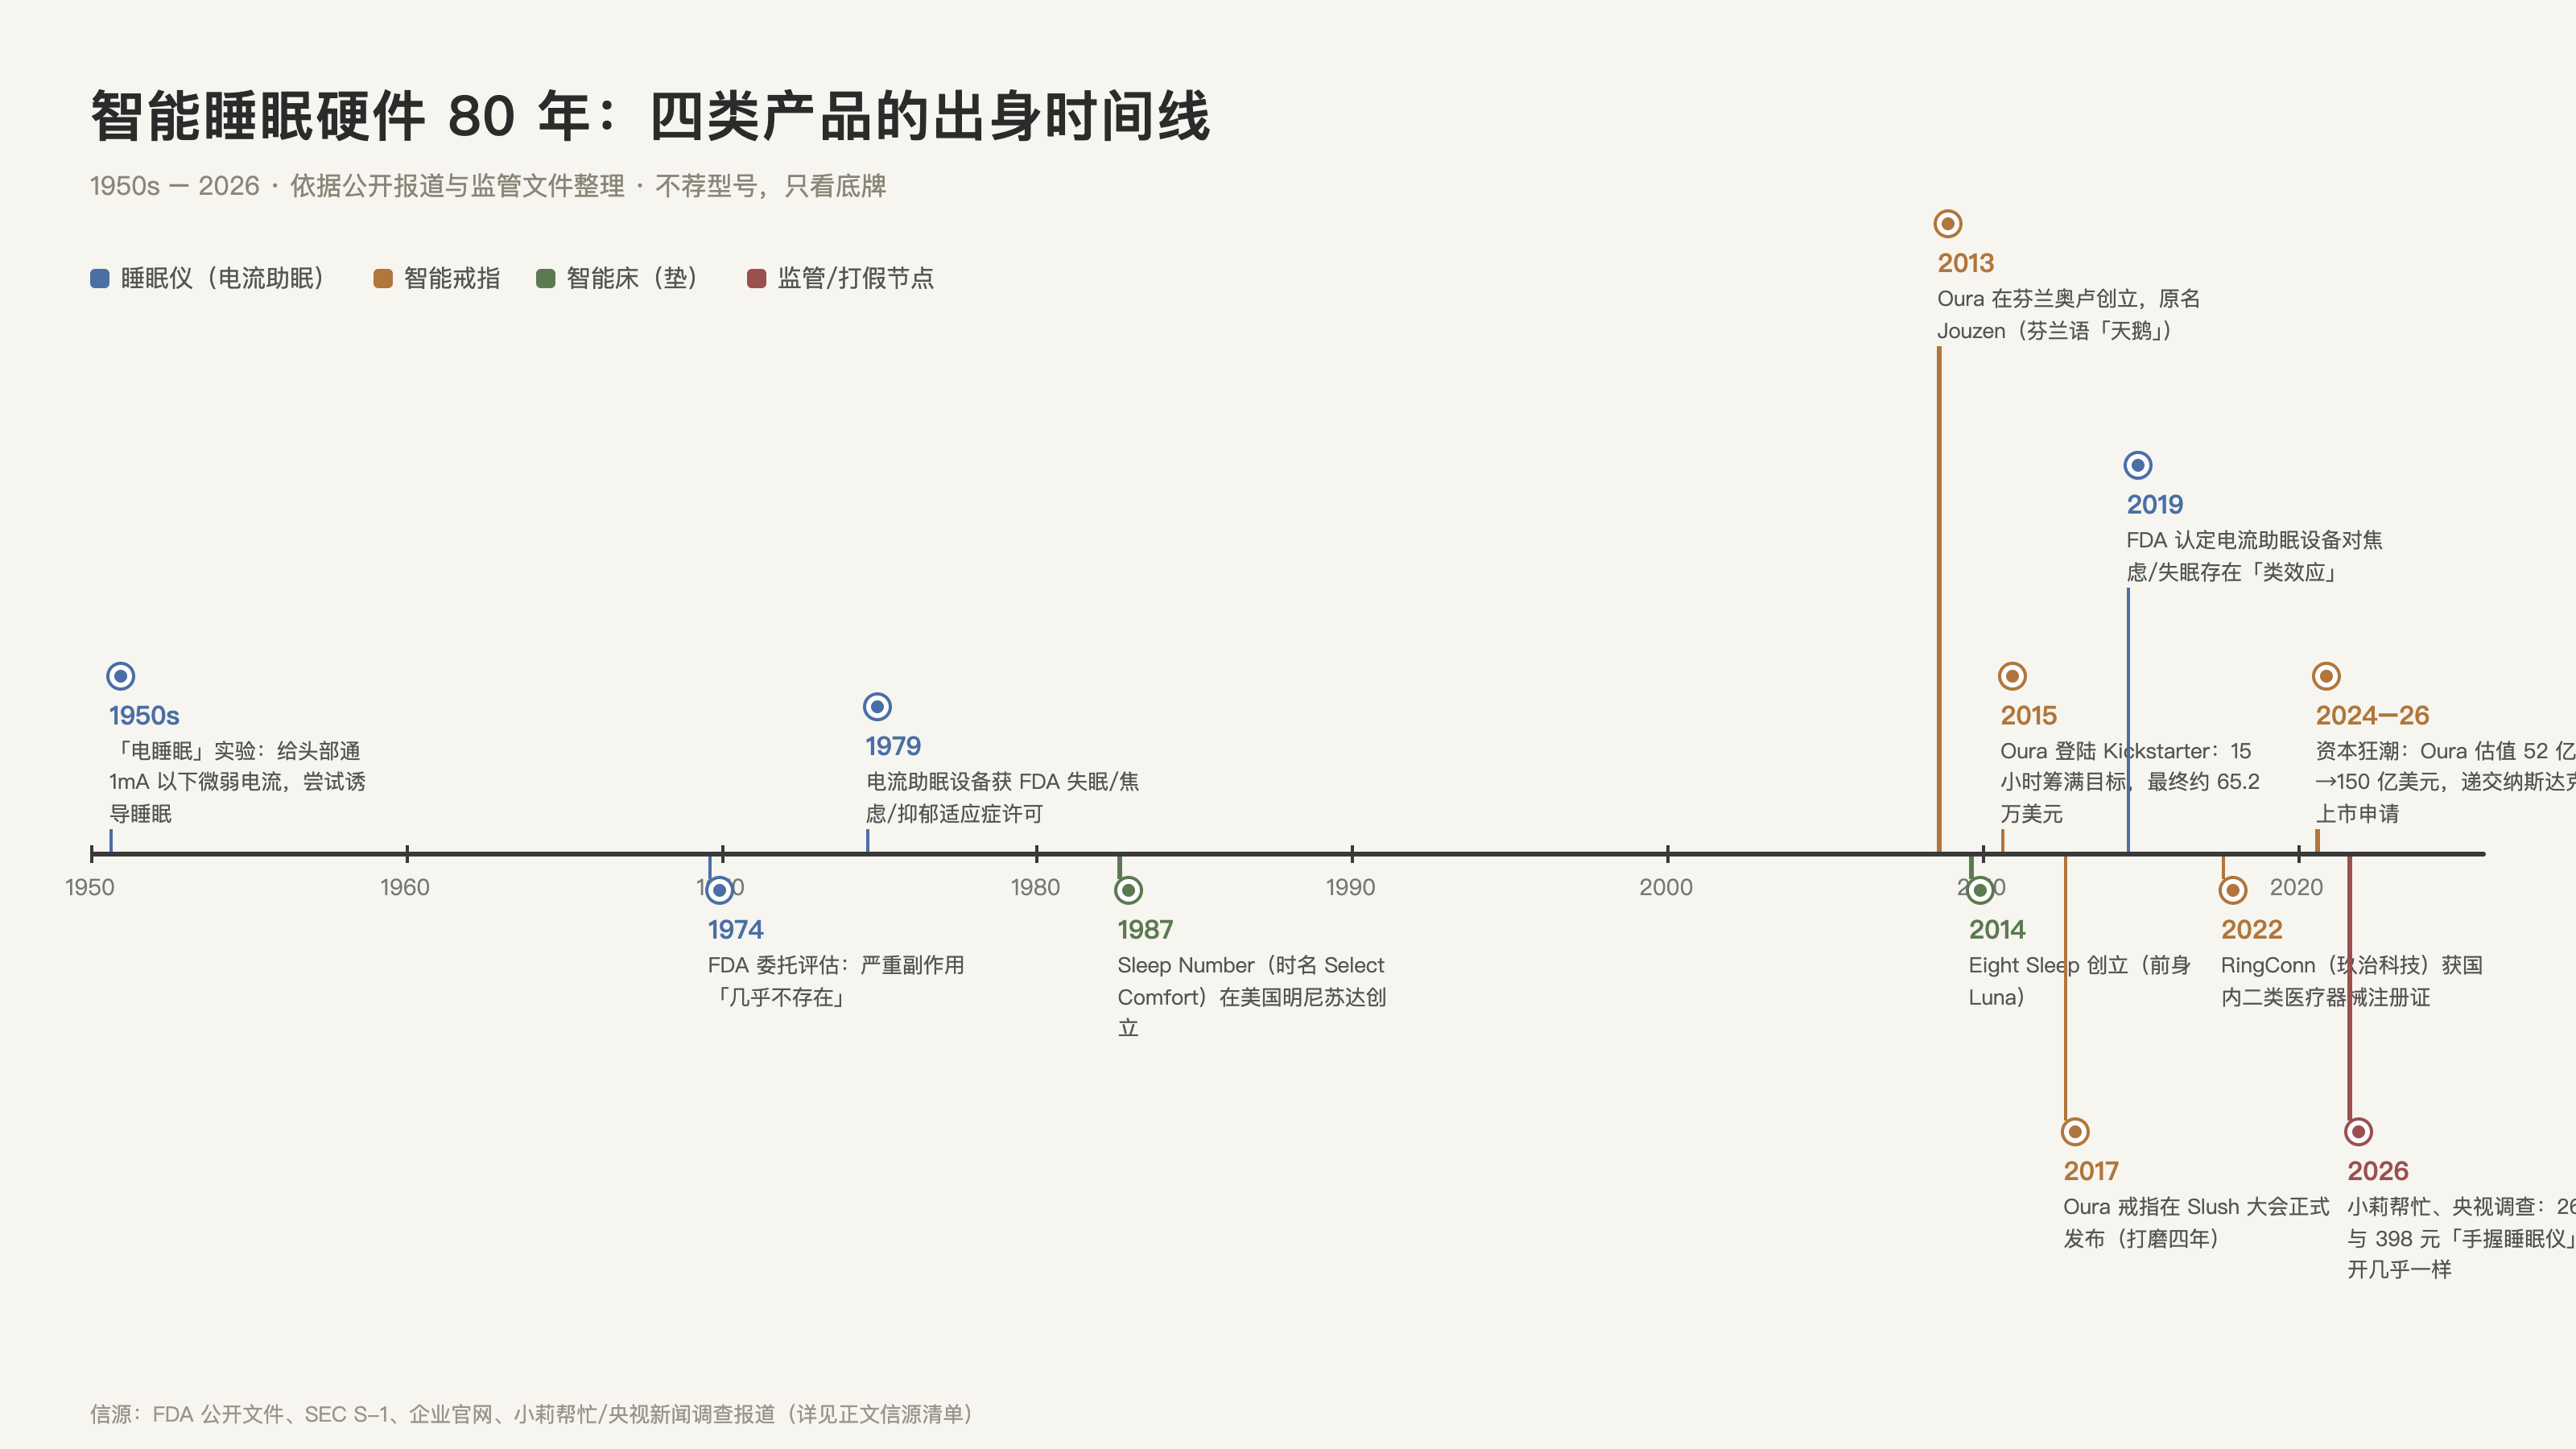 智能睡眠硬件 80 年：四类产品的出身时间线
1950s — 2026 · 依据公开报道与监管文件整理 · 不荐型号，只看底牌
睡眠仪（电流助眠）
智能戒指
智能床（垫）
监管/打假节点
2013
Oura 在芬兰奥卢创立，原名
Jouzen（芬兰语「天鹅」）
2019
FDA 认定电流助眠设备对焦
虑/失眠存在「类效应」
1950s
「电睡眠」实验：给头部通
1mA 以下微弱电流，尝试诱
导睡眠
1979
电流助眠设备获 FDA 失眠/焦
虑/抑郁适应症许可
2015
Oura 登陆 Kickstarter：15
小时筹满目标，最终约 65.2
万美元
2024—26
资本狂潮：Oura 估值 52 亿
→150 亿美元，递交纳斯达克
上市申请
1950
1960
1980
1990
2000
2020
1974
FDA 委托评估：严重副作用
「几乎不存在」
1987
Sleep Number（时名 Select
Comfort）在美国明尼苏达创
立
2014
Eight Sleep 创立（前身
Luna）
2022
RingConn（玖治科技）获国
内二类医疗器械注册证
2017
Oura 戒指在 Slush 大会正式
发布（打磨四年）
2026
小莉帮忙、央视调查：
与 398 元「手握睡眠仪」
开几乎一样
信源：FDA 公开文件、SEC S-1、企业官网、小莉帮忙/央视新闻调查报道（详见正文信源清单）